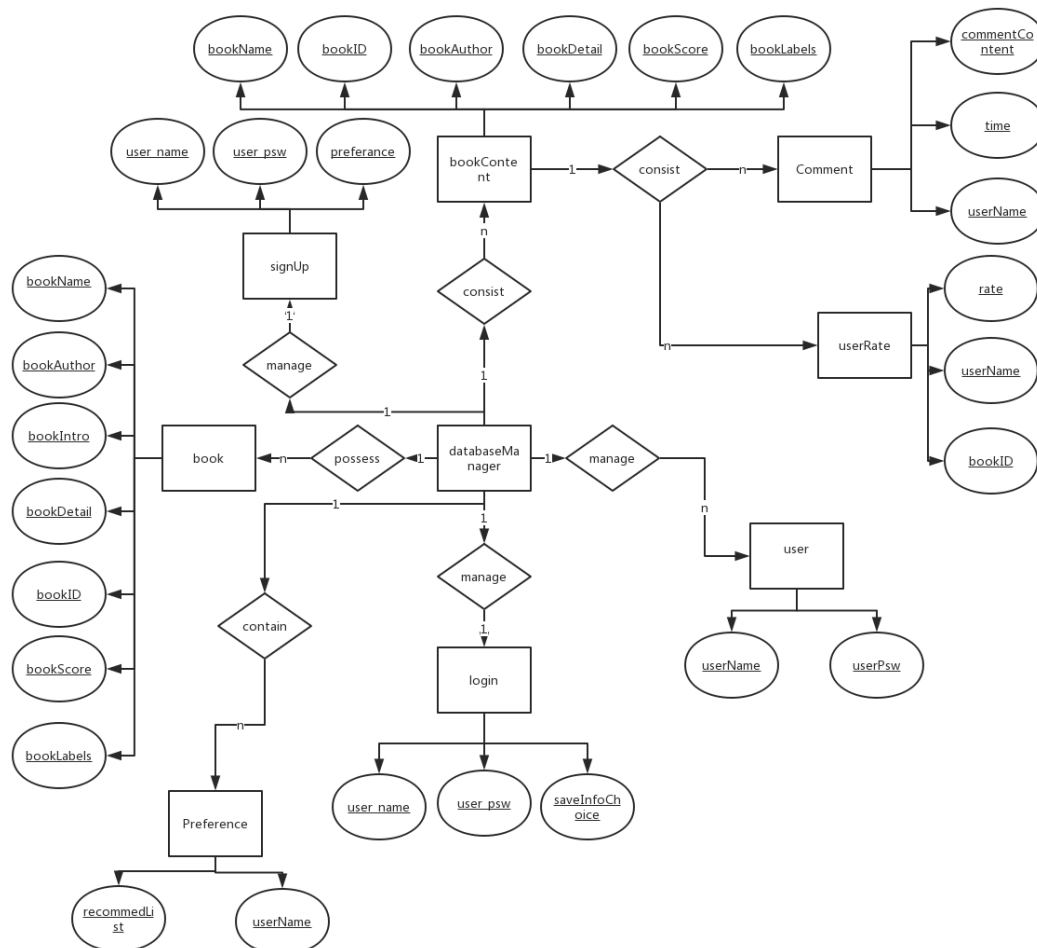 bookName
bookID
bookAuthor
bookDetail
bookScore
bookLabels
commentCo
ntent
user_name
user_psw
preferance
time
bookConte
nt
1
consist
n
Comment
userName
n
signUp
bookName
consist
rate
1
n
userRate
bookAuthor
manage
1
userName
1
bookIntro
book
n
possess
1
databaseMa
nager
1
manage
bookID
1
1
n
bookDetail
user
manage
bookID
contain
1
userName
userPsw
bookScore
login
n
bookLabels
user_name
user_psw
saveInfoCh
oice
Preference
recommedLi
st
userName